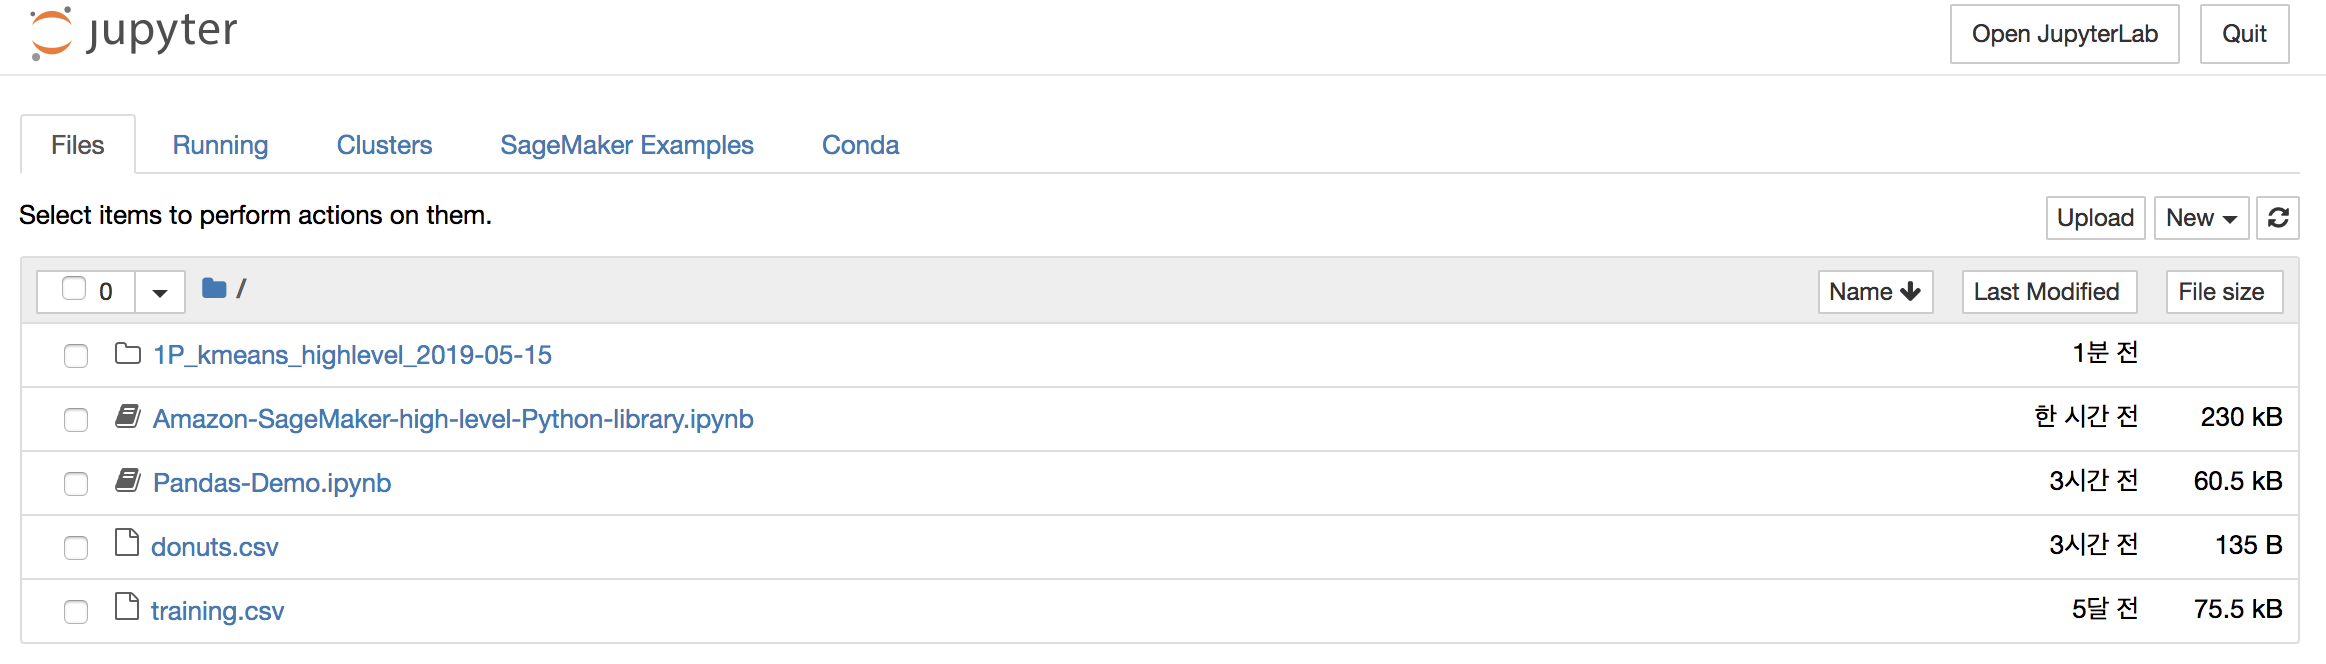 jupyter Open JupyterLab Quit
Files Running Clusters SageMaker Examples Conda
Select items to perform actions on them. Upload New
0 / Name Last Modified File size
1P_kmeans_highlevel_2019-05-15 1분 전
Amazon-SageMaker-high-level-Python-library.ipynb 한 시간 전 230 kB
Pandas-Demo.ipynb 3시간 전 60.5 kB
donuts.csv 3시간 전 135 B
training.csv 5달 전 75.5 kB